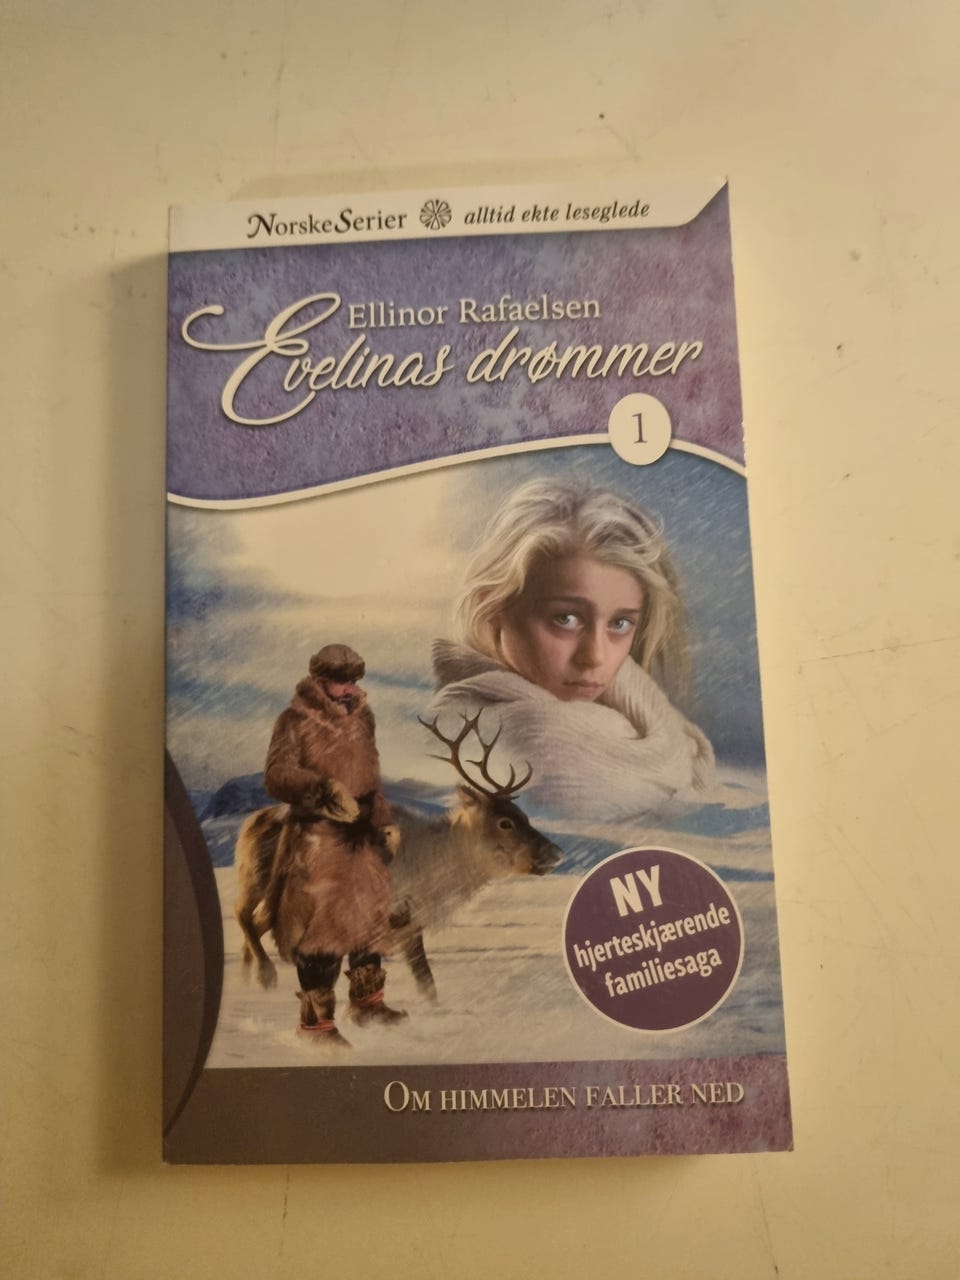 NorskeSerier alltid ekte leseglede
Ellinor Rafaelsen
Evelinas drømmer
1
NY
hjerteskjærende
familiesaga
OM HIMMELEN FALLER NED